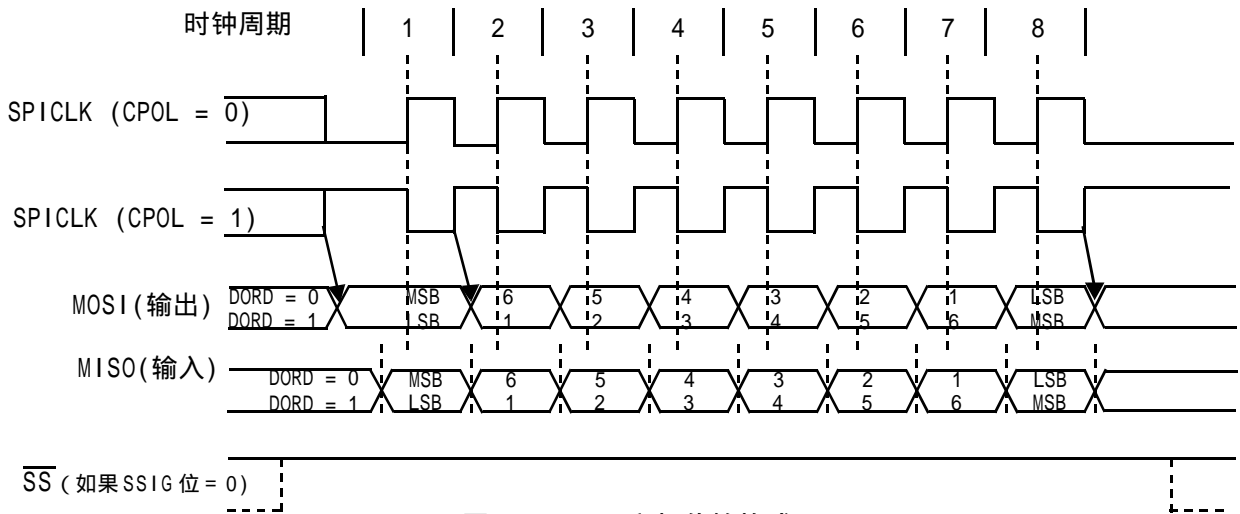 时钟周期 1 2 3 4 5 6 7 8
SPICLK (CPOL = 0)
SPICLK (CPOL = 1)
MOSI(输出) DORD = 0 MSB 6 5 4 3 2 1 LSB
DORD = 1 LSB 1 2 3 4 5 6 MSB
MISO(输入) DORD = 0 MSB 6 5 4 3 2 1 LSB
DORD = 1 LSB 1 2 3 4 5 6 MSB
SS (如果SSIG位= 0)